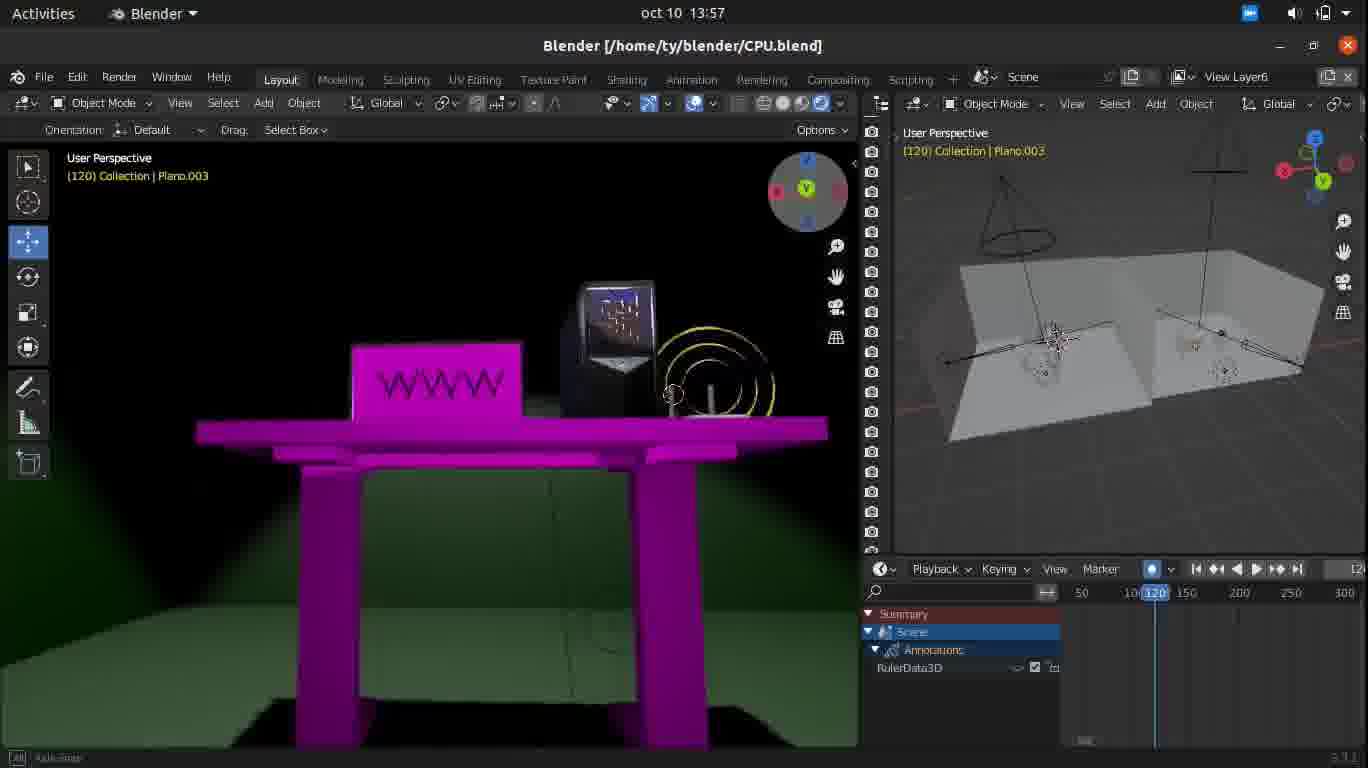 Activities Blender oct 10 13:57
Blender [/home/ty/blender/CPU.blend]
File Edit Render Window Help Layout Modeling Sculpting UV Editing Texture Paint Shading Animation Rendering Compositing Scripting + Scene View Layer6
Object Mode View Select Add Object Global
Object Mode View Select Add Object Global
Orientation: Default Drag: Select Box Options
User Perspective
(120) Collection | Plano.003
User Perspective
(120) Collection | Plano.003
Z
X Y
Z
X Y
WWW
Playback Keying View Marker
50 120 150 200 250 300
Summary
Scene
Annotations
RulerData3D
Alt Axis Snap